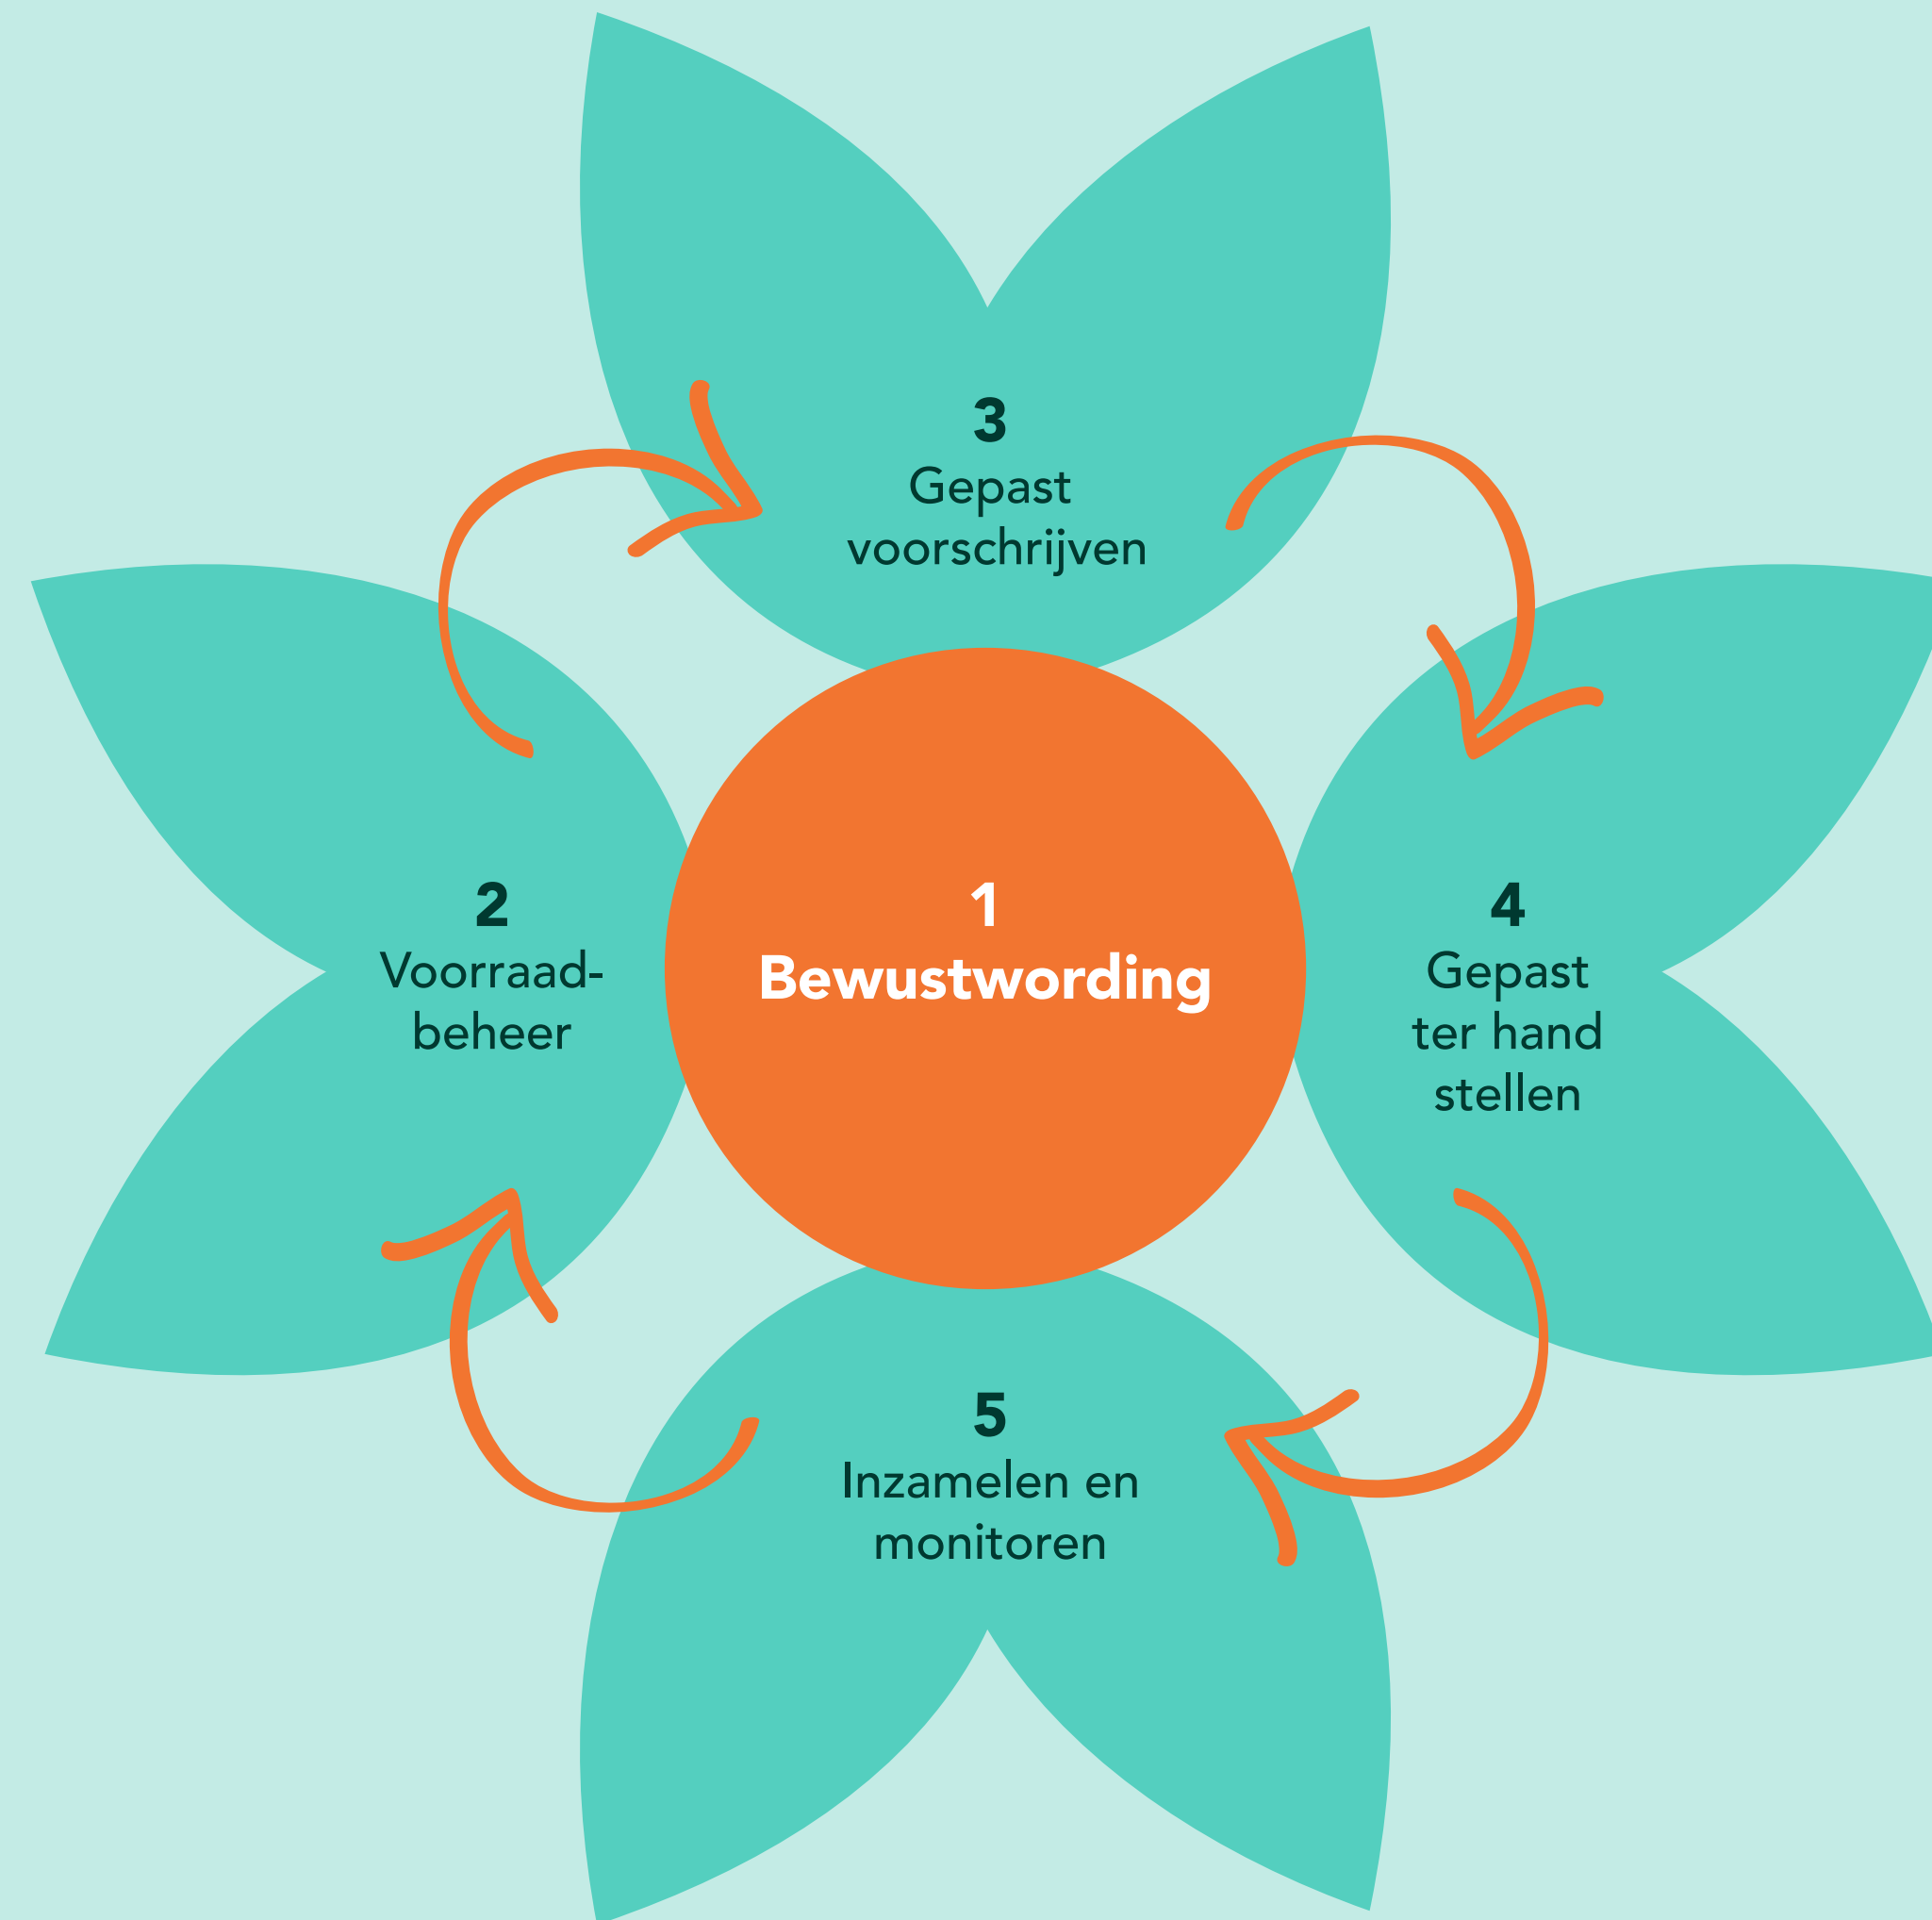 1
Bewustwording
2
Voorraad-
beheer
3
Gepast
voorschrijven
4
Gepast
ter hand
stellen
5
Inzamelen en
monitoren